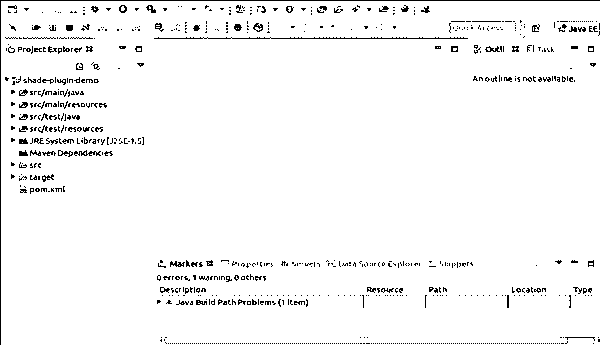 Quick Access
Java EE
Project Explorer
Outli
Task
shade-plugin-demo
An outline is not available.
src/main/java
src/main/resources
src/test/java
src/test/resources
JRE System Library [J2SE-1.5]
Maven Dependencies
src
target
pom.xml
Markers Properties Servers Data Source Explorer Snippets
0 errors, 1 warning, 0 others
Description Resource Path Location Type
Java Build Path Problems (1 item)